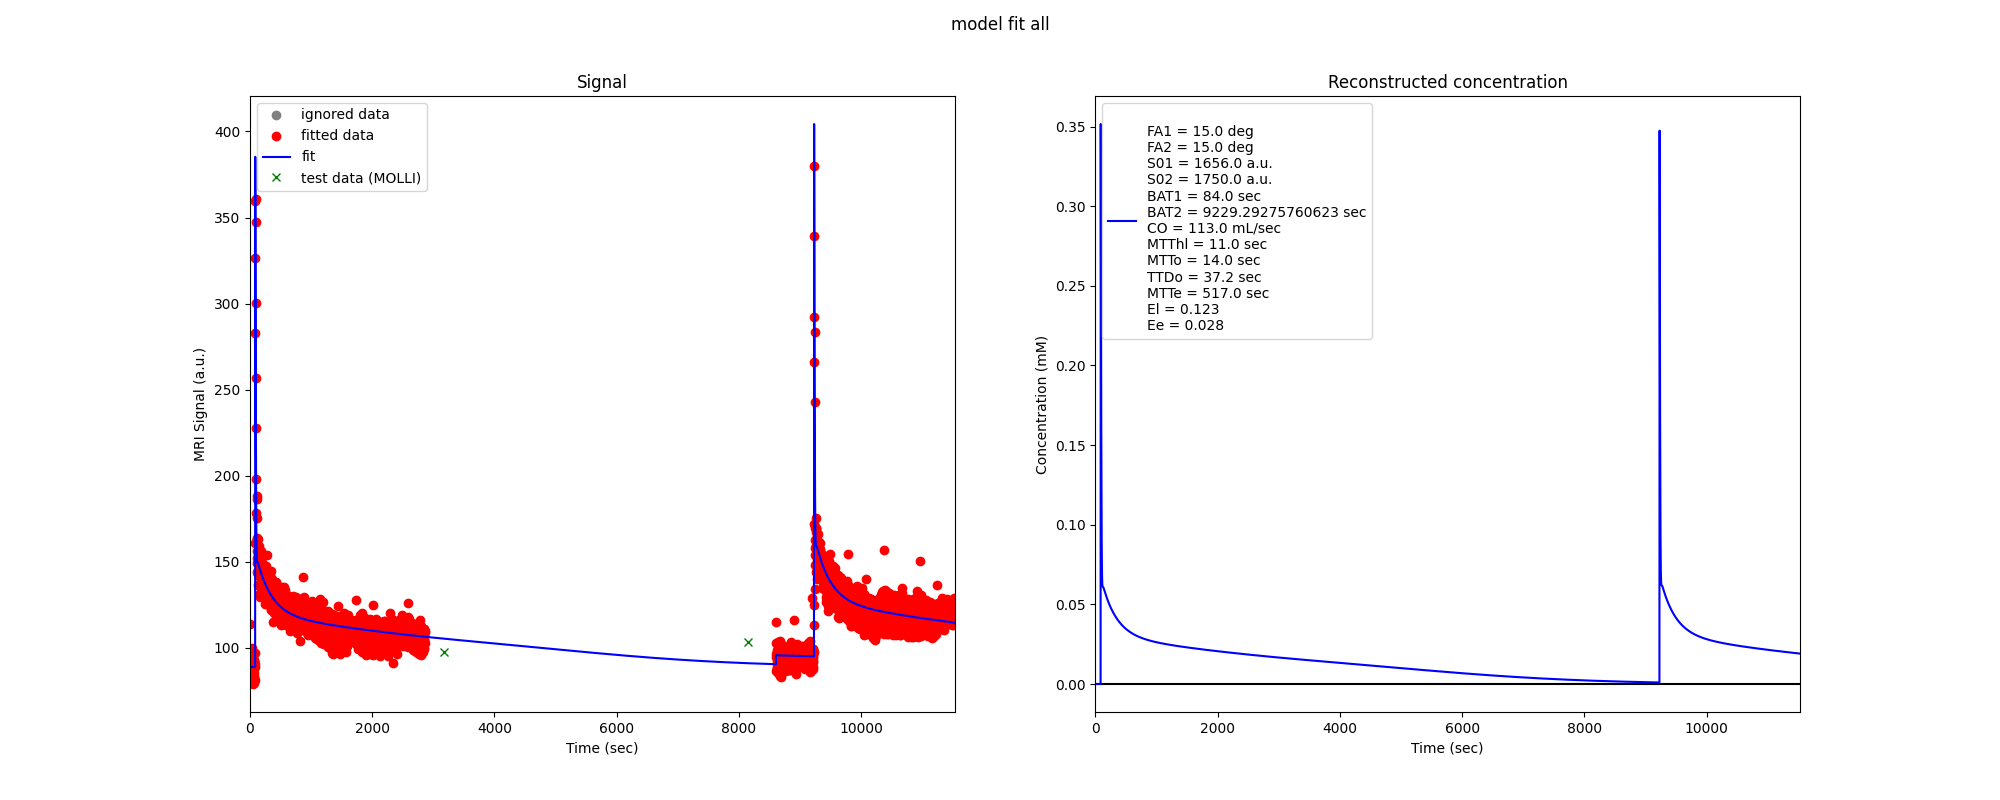 model fit all
Signal
400
350
300
250
200
150
100
MRI Signal (a.u.)
ignored data
fitted data
fit
test data (MOLLI)
0
2000
4000
6000
8000
10000
Time (sec)
Reconstructed concentration
0.35
0.30
0.25
0.20
0.15
0.10
0.05
0.00
Concentration (mM)
FA1 = 15.0 deg
FA2 = 15.0 deg
S01 = 1656.0 a.u.
S02 = 1750.0 a.u.
BAT1 = 84.0 sec
BAT2 = 9229.29275760623 sec
CO = 113.0 mL/sec
MTThl = 11.0 sec
MTTo = 14.0 sec
TTDo = 37.2 sec
MTTe = 517.0 sec
El = 0.123
Ee = 0.028
0
2000
4000
6000
8000
10000
Time (sec)